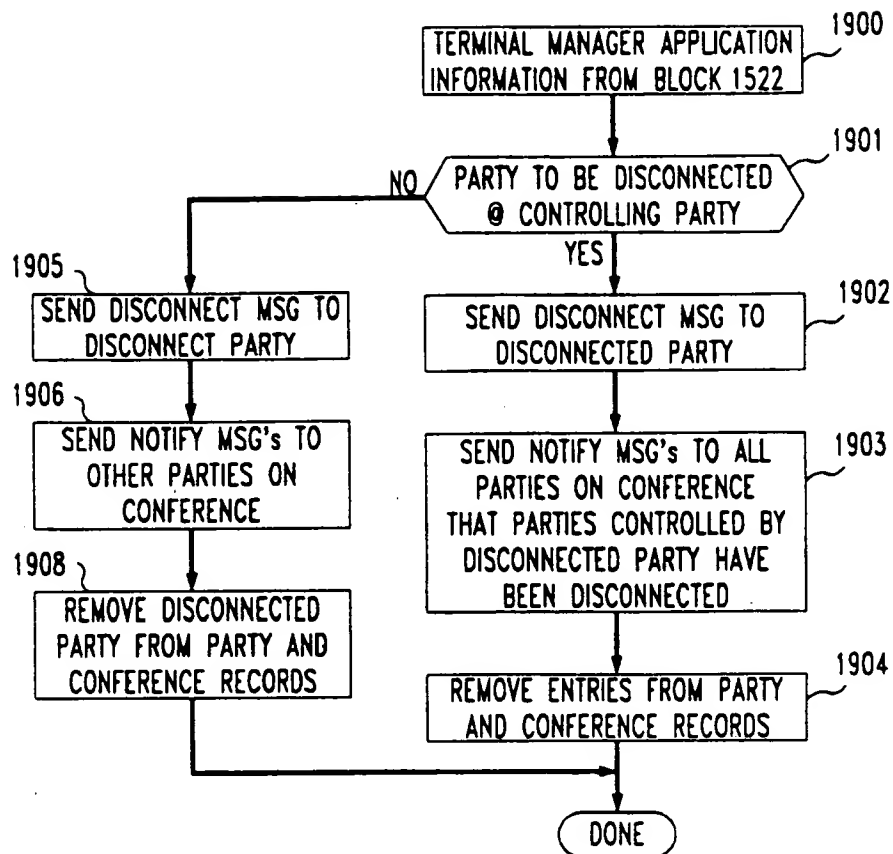 1900
TERMINAL MANAGER APPLICATION
INFORMATION FROM BLOCK 1522
1901
PARTY TO BE DISCONNECTED
@ CONTROLLING PARTY
NO
YES
1905
SEND DISCONNECT MSG TO
DISCONNECT PARTY
1902
SEND DISCONNECT MSG TO
DISCONNECTED PARTY
1906
SEND NOTIFY MSG's TO
OTHER PARTIES ON
CONFERENCE
1903
SEND NOTIFY MSG's TO ALL
PARTIES ON CONFERENCE
THAT PARTIES CONTROLLED BY
DISCONNECTED PARTY HAVE
BEEN DISCONNECTED
1908
REMOVE DISCONNECTED
PARTY FROM PARTY AND
CONFERENCE RECORDS
1904
REMOVE ENTRIES FROM PARTY
AND CONFERENCE RECORDS
DONE